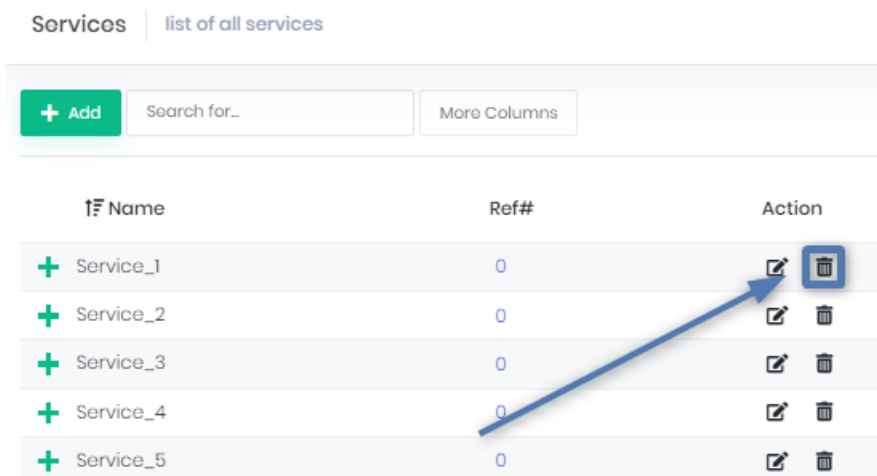 Services list of all services
Add Search for... More Columns
Name Ref# Action
Service_1 0
Service_2 0
Service_3 0
Service_4 0
Service_5 0